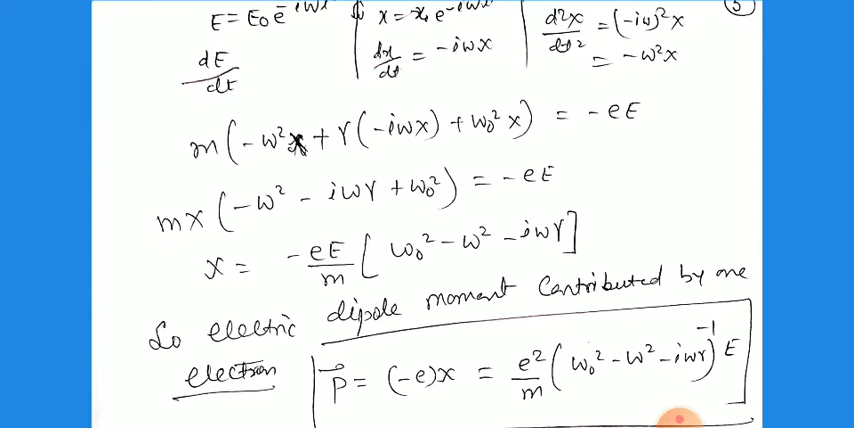 E = E₀ e^{-iωt} | x = x₀ e^{-iωt} | d²x/dt² = (-iω)²x
dE/dt | dx/dt = -iωx | = -ω²x
m(-ω²x + γ(-iωx) + ω₀²x) = -eE
mx(-ω² - iωγ + ω₀²) = -eE
x = -eE/m [ω₀² - ω² - iωγ]
So electric dipole moment contributed by one
electron p⃗ = (-e)x = e²/m (ω₀² - ω² - iωγ)⁻¹ E